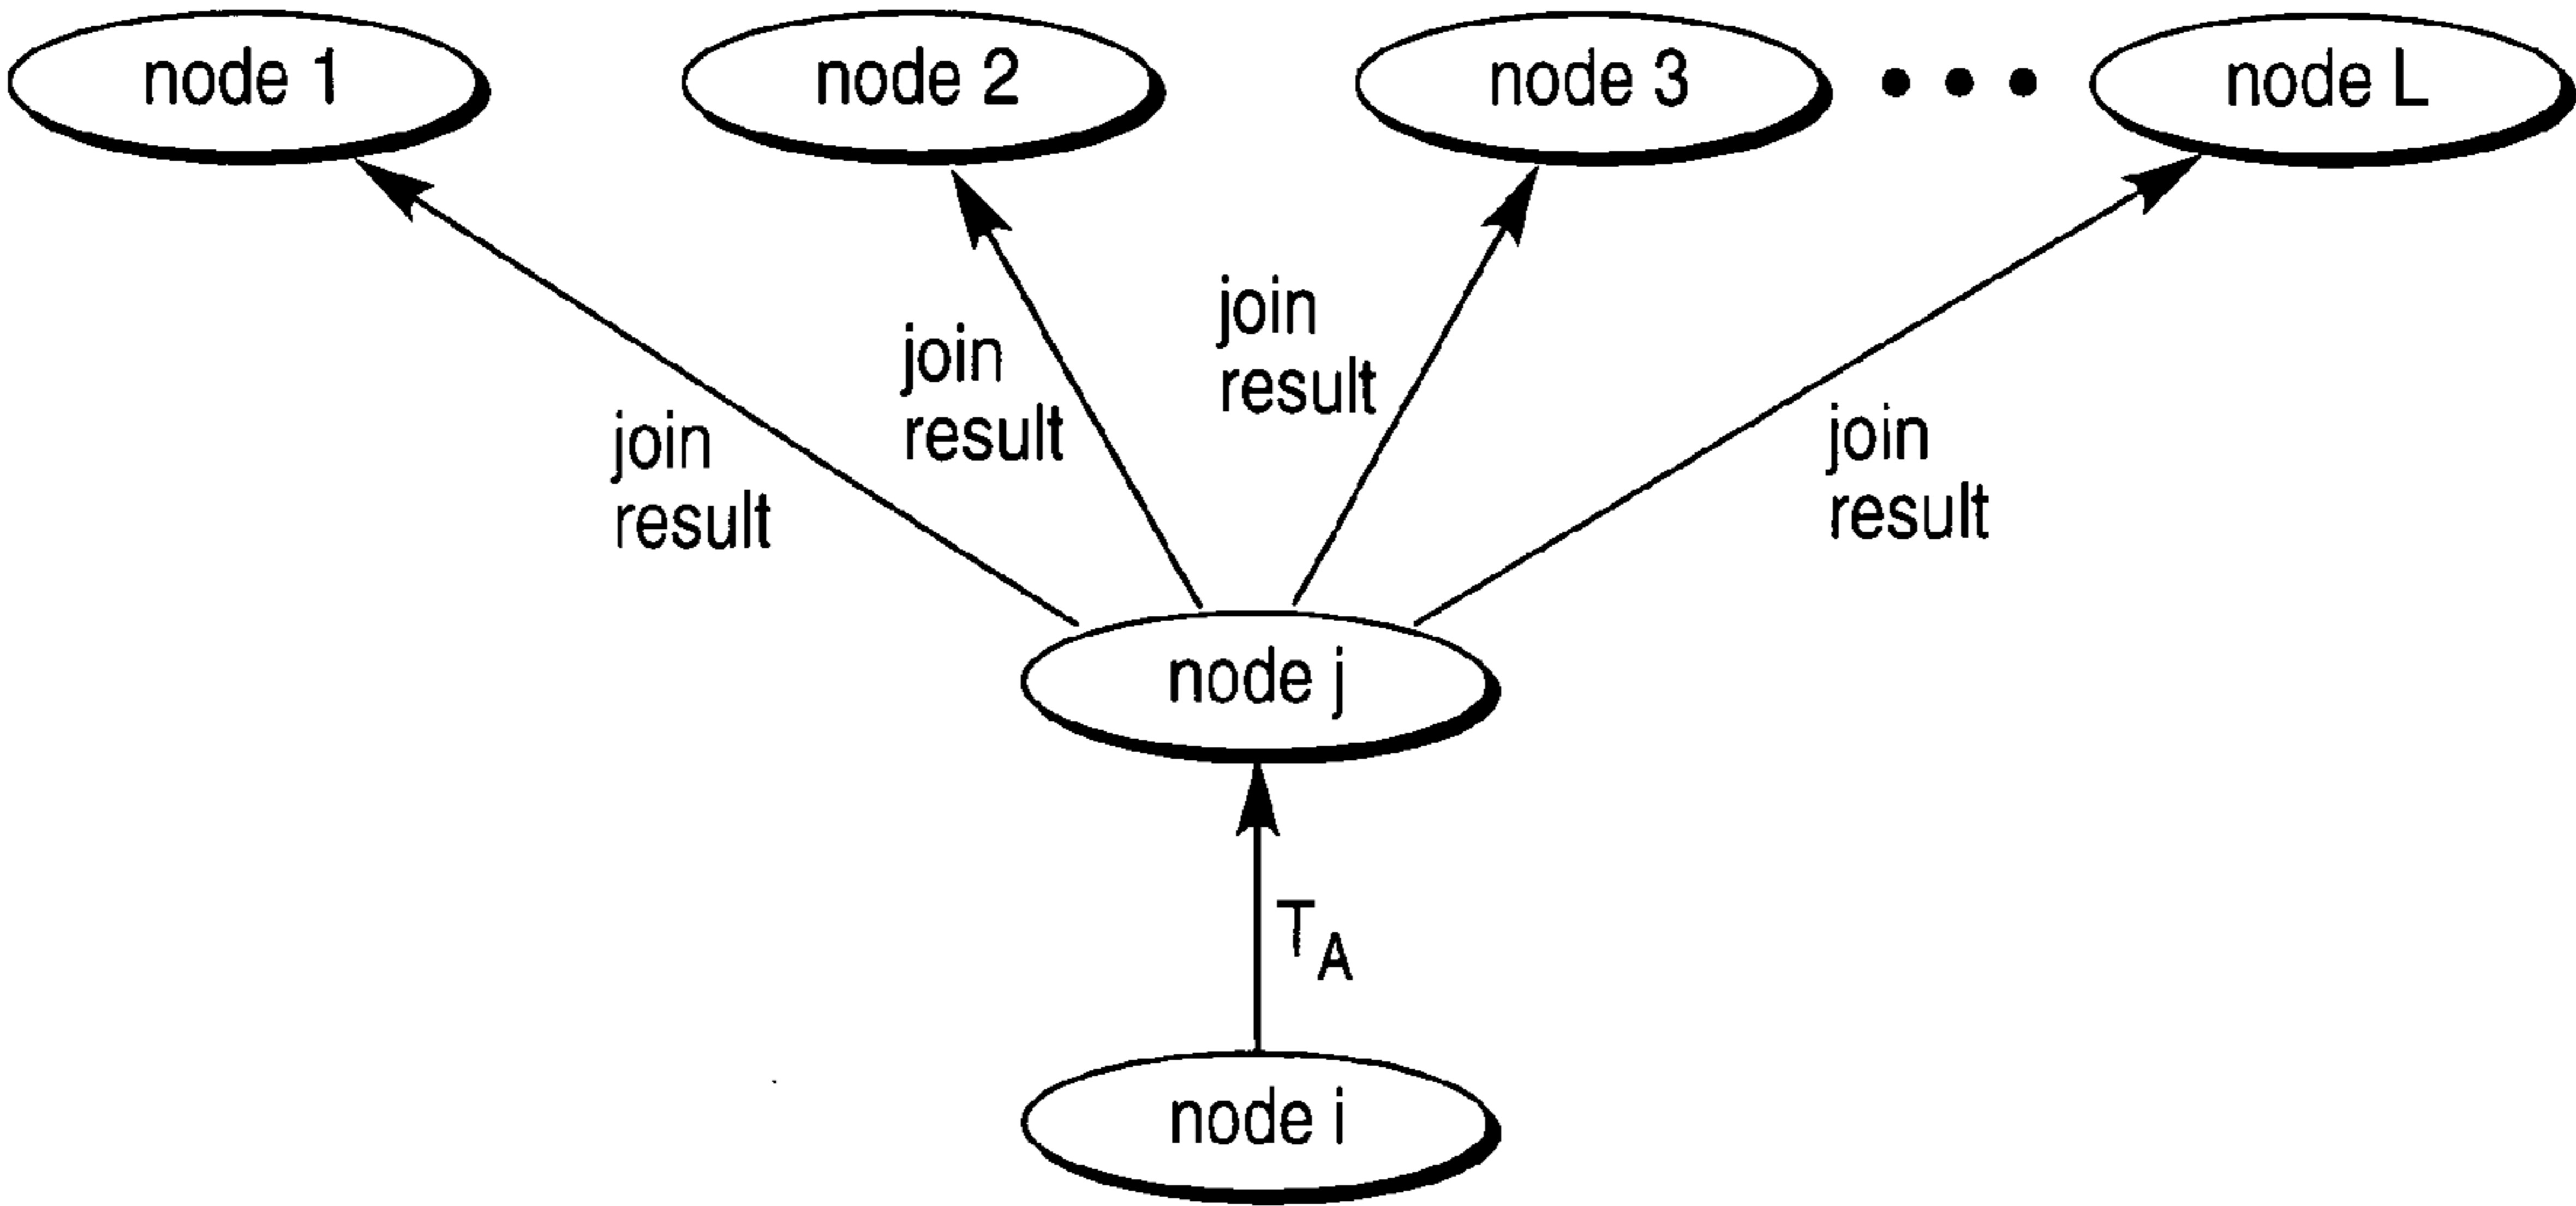 node 1
node 2
node 3
node L
join
result
join
result
join
result
join
result
node j
T_A
node i